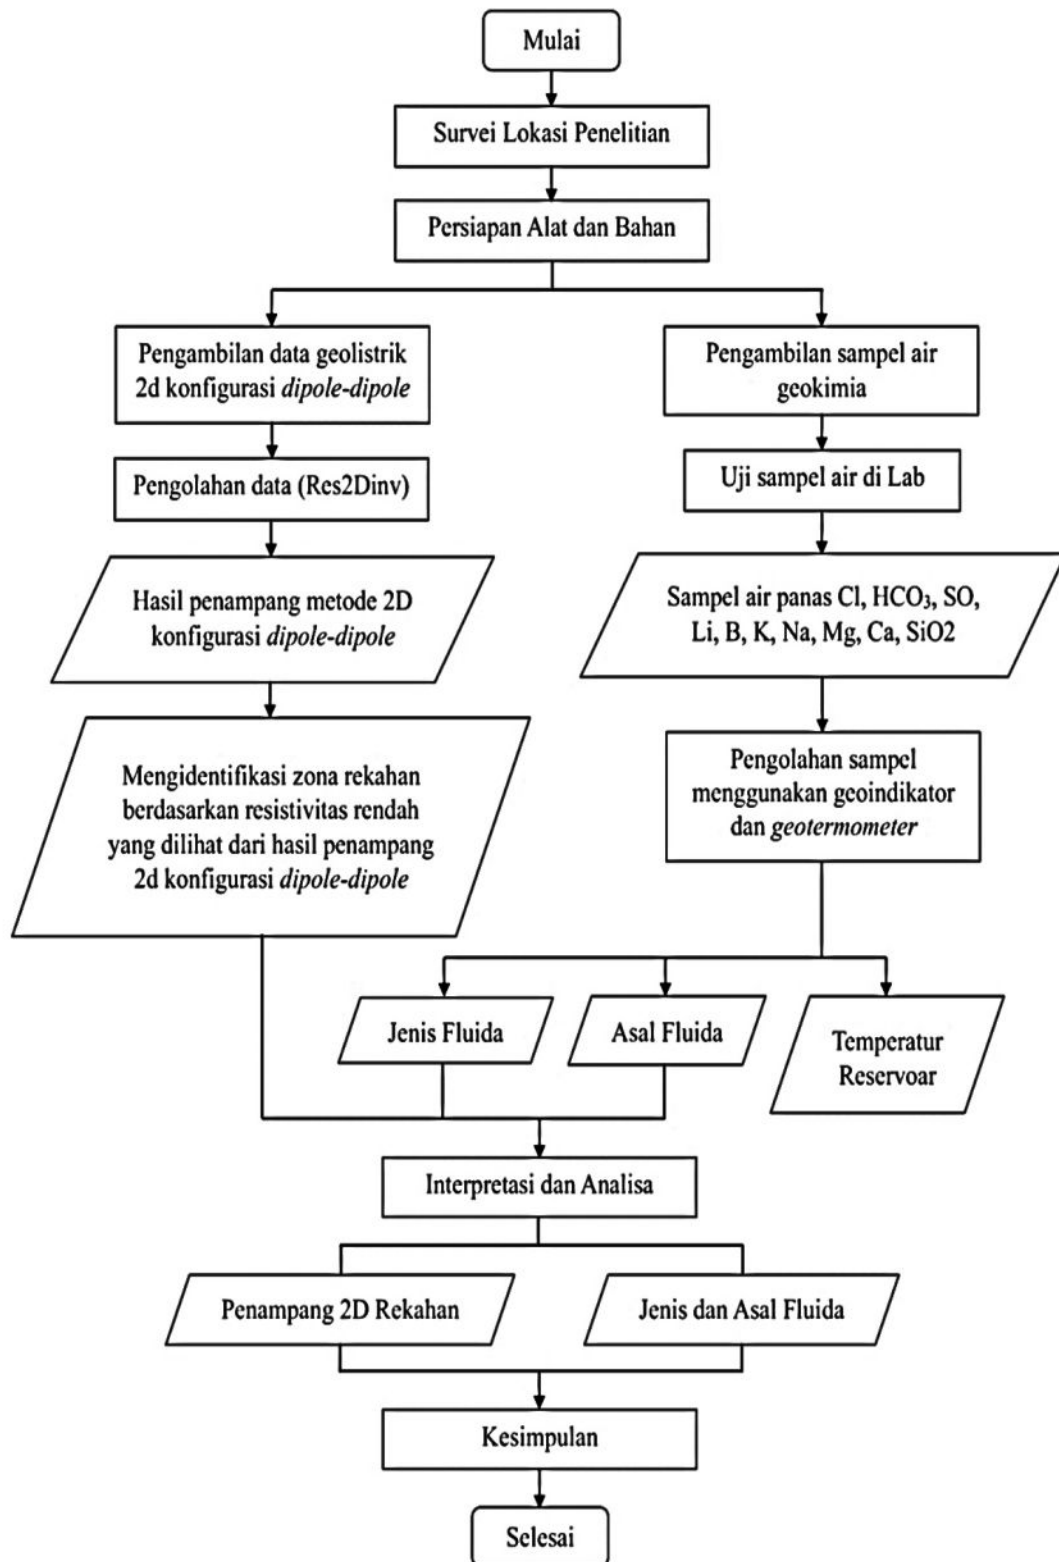 Mulai
Survei Lokasi Penelitian
Persiapan Alat dan Bahan
Pengambilan data geolistrik
2d konfigurasi dipole-dipole
Pengolahan data (Res2Dinv)
Hasil penampang metode 2D
konfigurasi dipole-dipole
Mengidentifikasi zona rekahan
berdasarkan resistivitas rendah
yang dilihat dari hasil penampang
2d konfigurasi dipole-dipole
Pengambilan sampel air
geokimia
Uji sampel air di Lab
Sampel air panas Cl, HCO₃, SO,
Li, B, K, Na, Mg, Ca, SiO2
Pengolahan sampel
menggunakan geoindikator
dan geotermometer
Jenis Fluida
Asal Fluida
Temperatur
Reservoar
Interpretasi dan Analisa
Penampang 2D Rekahan
Jenis dan Asal Fluida
Kesimpulan
Selesai